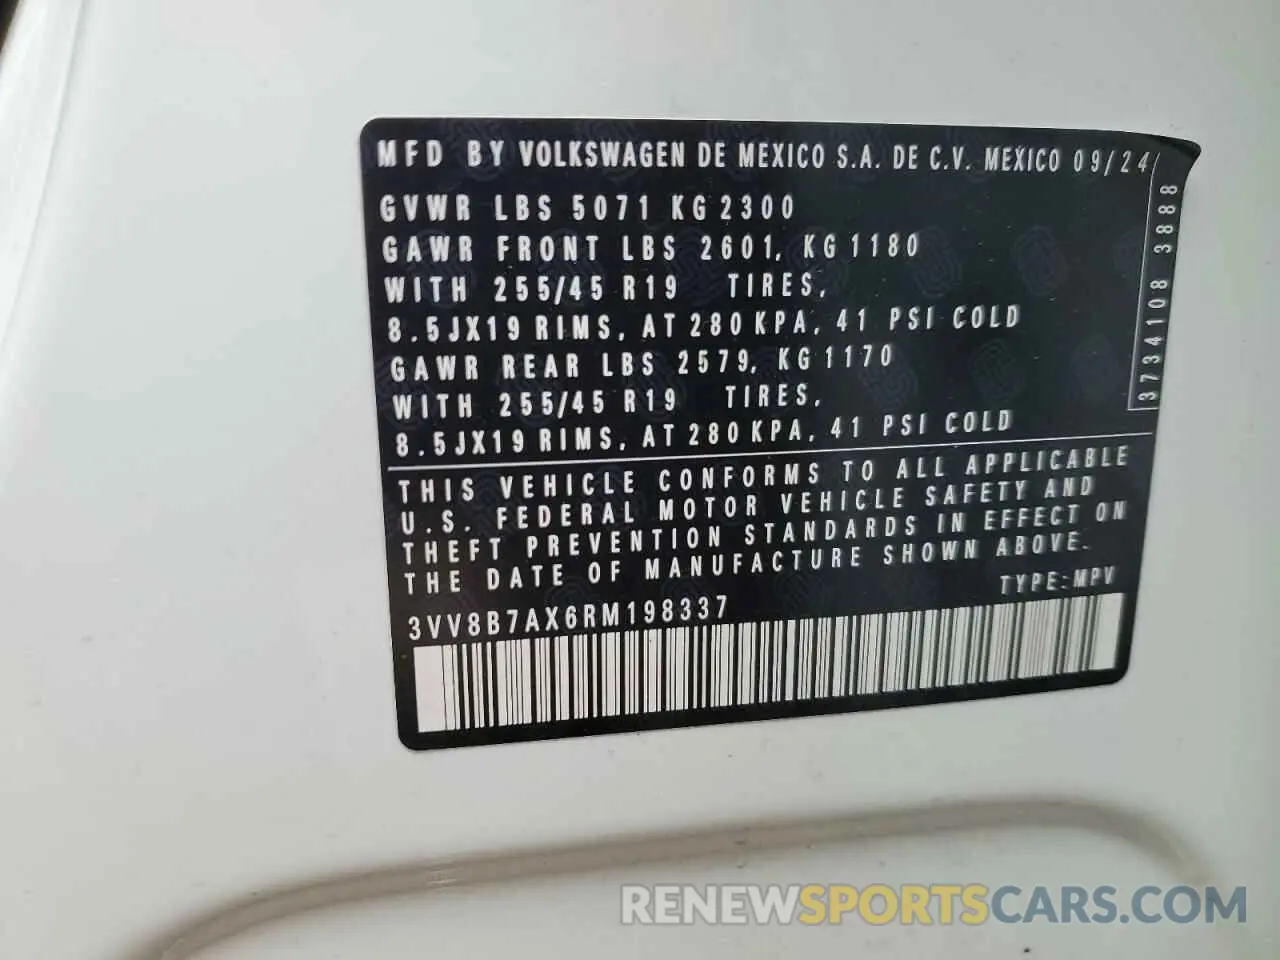 MFD BY VOLKSWAGEN DE MEXICO S.A. DE C.V. MEXICO 09/24/
GVWR LBS 5071 KG 2300
GAWR FRONT LBS 2601, KG 1180
WITH 255/45 R19 TIRES,
8.5JX19 RIMS, AT 280 KPA, 41 PSI COLD
GAWR REAR LBS 2579, KG 1170
WITH 255/45 R19 TIRES,
8.5JX19 RIMS, AT 280 KPA, 41 PSI COLD
3734108 3888
THIS VEHICLE CONFORMS TO ALL APPLICABLE
U.S. FEDERAL MOTOR VEHICLE SAFETY AND
THEFT PREVENTION STANDARDS IN EFFECT ON
THE DATE OF MANUFACTURE SHOWN ABOVE.
TYPE:MPV
3VV8B7AX6RM198337
RENEWSPORTSCARS.COM